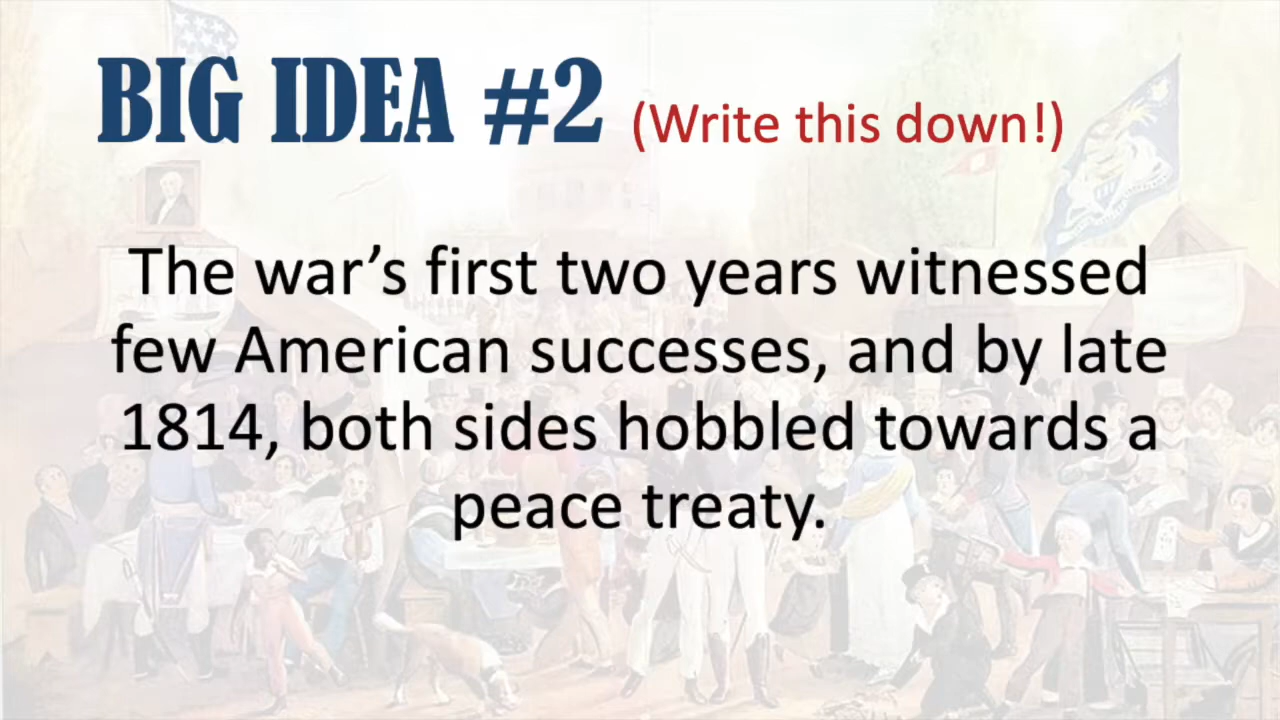 BIG IDEA #2 (Write this down!)
The war’s first two years witnessed
few American successes, and by late
1814, both sides hobbled towards a
peace treaty.